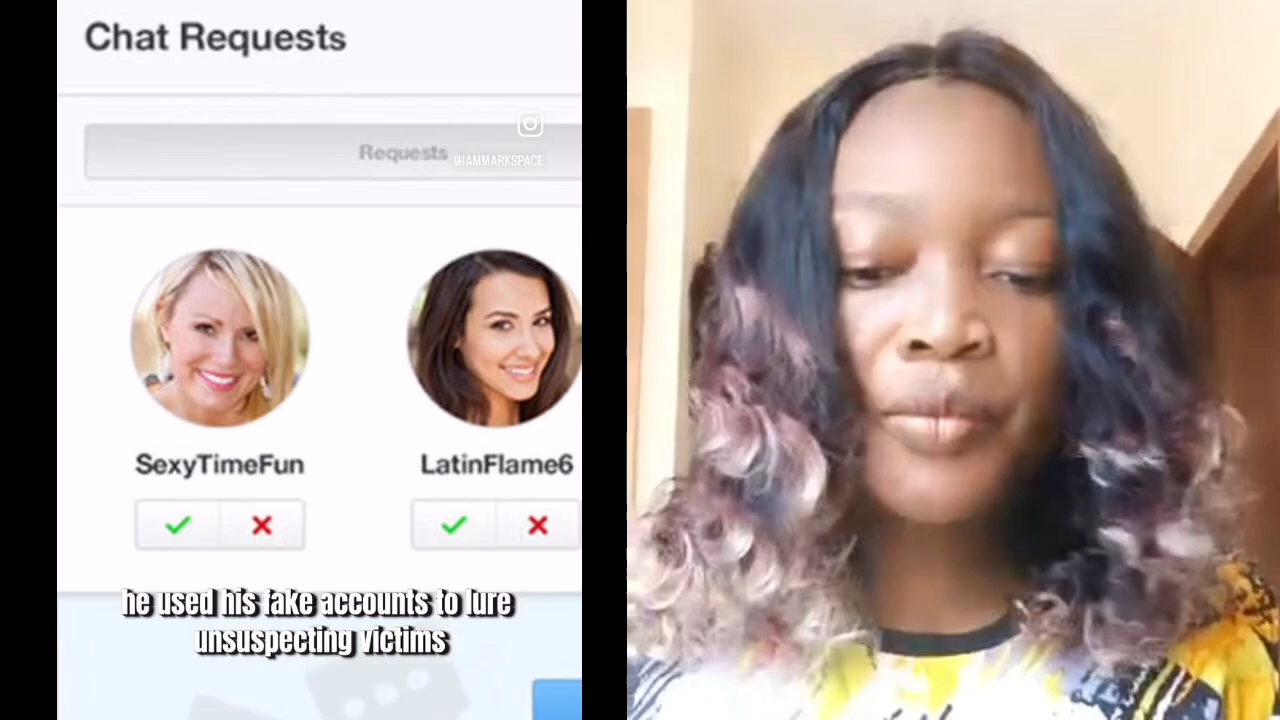 Chat Requests
Requests
@IAMMARKSPACE
SexyTimeFun
LatinFlame6
he used his fake accounts to lure
unsuspecting victims